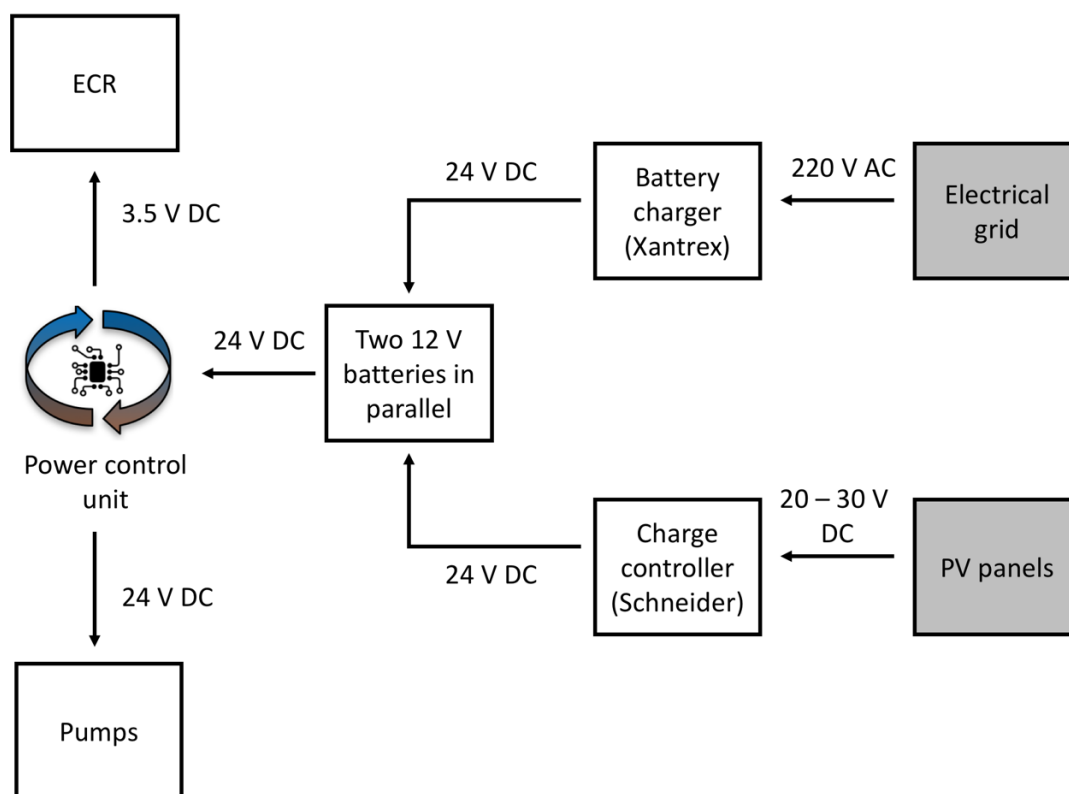 ECR
3.5 V DC
Power control
unit
24 V DC
Pumps
24 V DC
Two 12 V
batteries in
parallel
24 V DC
Battery
charger
(Xantrex)
220 V AC
Electrical
grid
24 V DC
Charge
controller
(Schneider)
20 – 30 V
DC
PV panels